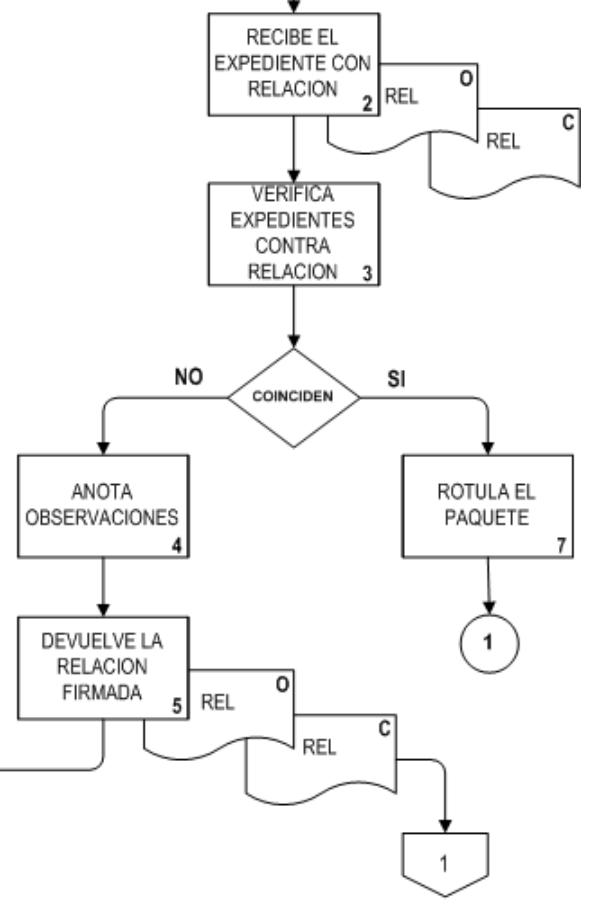 RECIBE EL
EXPEDIENTE CON
RELACION
2
REL
O
REL
C
VERIFICA
EXPEDIENTES
CONTRA
RELACION
3
COINCIDEN
NO
SI
ANOTA
OBSERVACIONES
4
ROTULA EL
PAQUETE
7
1
DEVUELVE LA
RELACION
FIRMADA
5
REL
O
REL
C
1